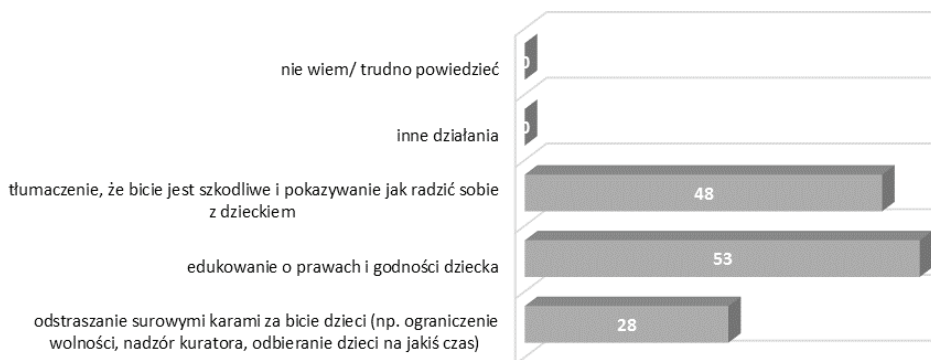 nie wiem/ trudno powiedzieć
0
inne działania
0
tłumaczenie, że bicie jest szkodliwe i pokazywanie jak radzić sobie
z dzieckiem
48
edukowanie o prawach i godności dziecka
53
odstraszanie surowymi karami za bicie dzieci (np. ograniczenie
wolności, nadzór kuratora, odbieranie dzieci na jakiś czas)
28